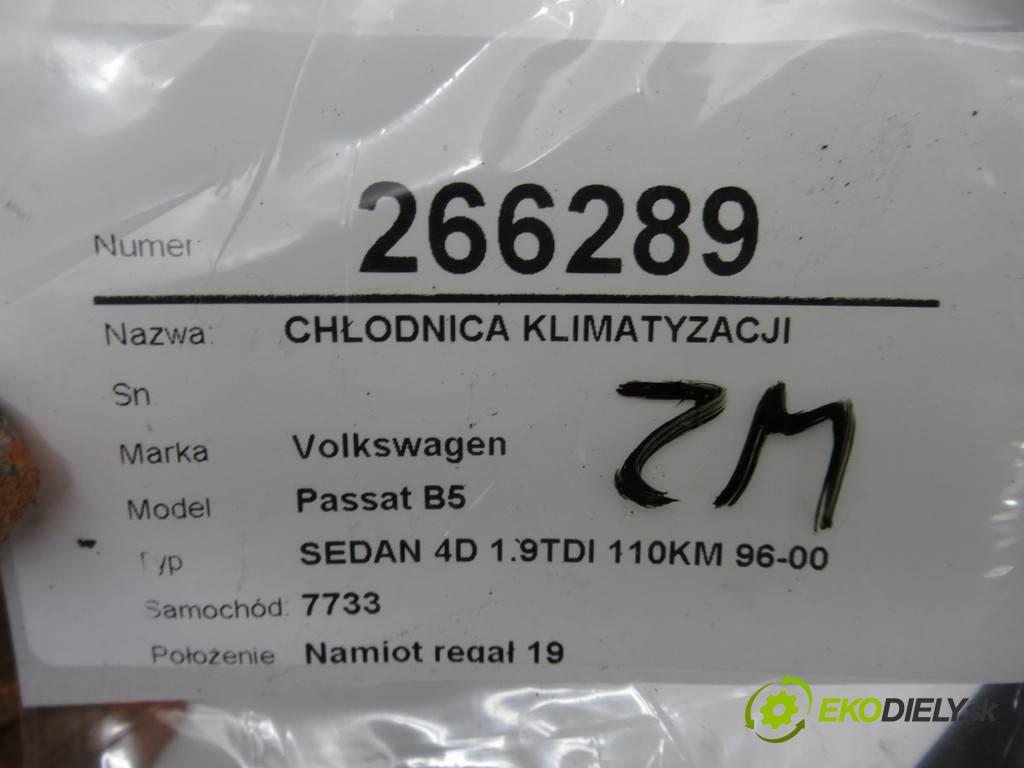 Numer 266289
Nazwa: CHŁODNICA KLIMATYZACJI
Sn
Marka Volkswagen
Model Passat B5
Typ SEDAN 4D 1.9TDI 110KM 96-00
Samochód: 7733
Położenie Namiot regał 19
ZM
EKODIELY.sk